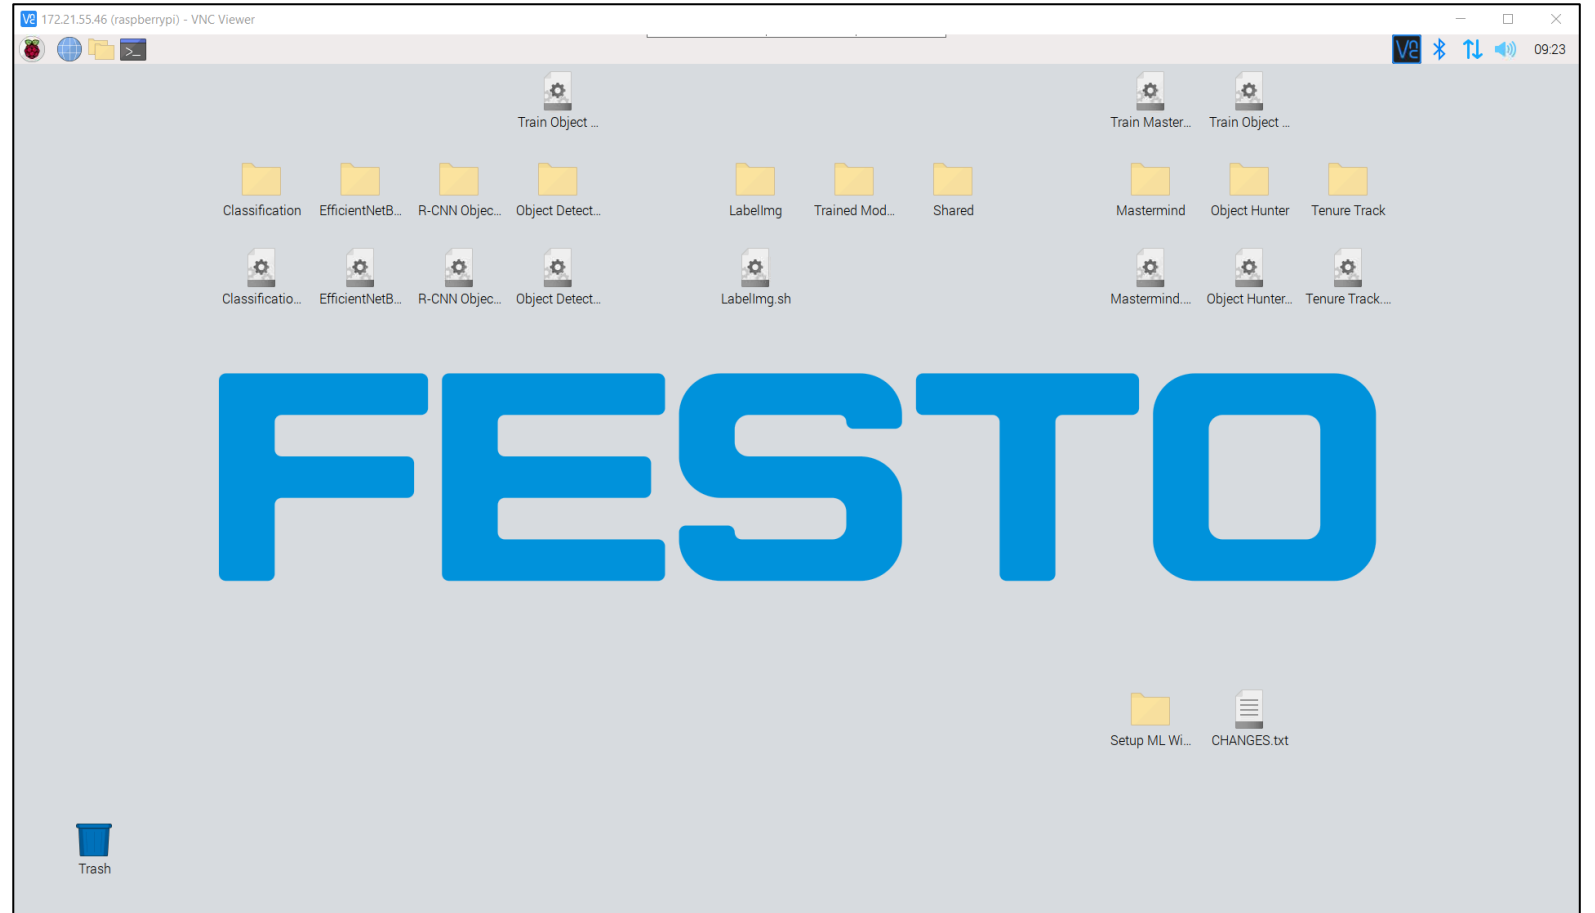 172.21.55.46 (raspberrypi) - VNC Viewer
09:23
Train Object ...
Train Master...
Train Object ...
Classification
EfficientNetB...
R-CNN Objec...
Object Detect...
LabelImg
Trained Mod...
Shared
Mastermind
Object Hunter
Tenure Track
Classificatio...
EfficientNetB...
R-CNN Objec...
Object Detect...
LabelImg.sh
Mastermind....
Object Hunter...
Tenure Track....
FESTO
Setup ML Wi...
CHANGES.txt
Trash